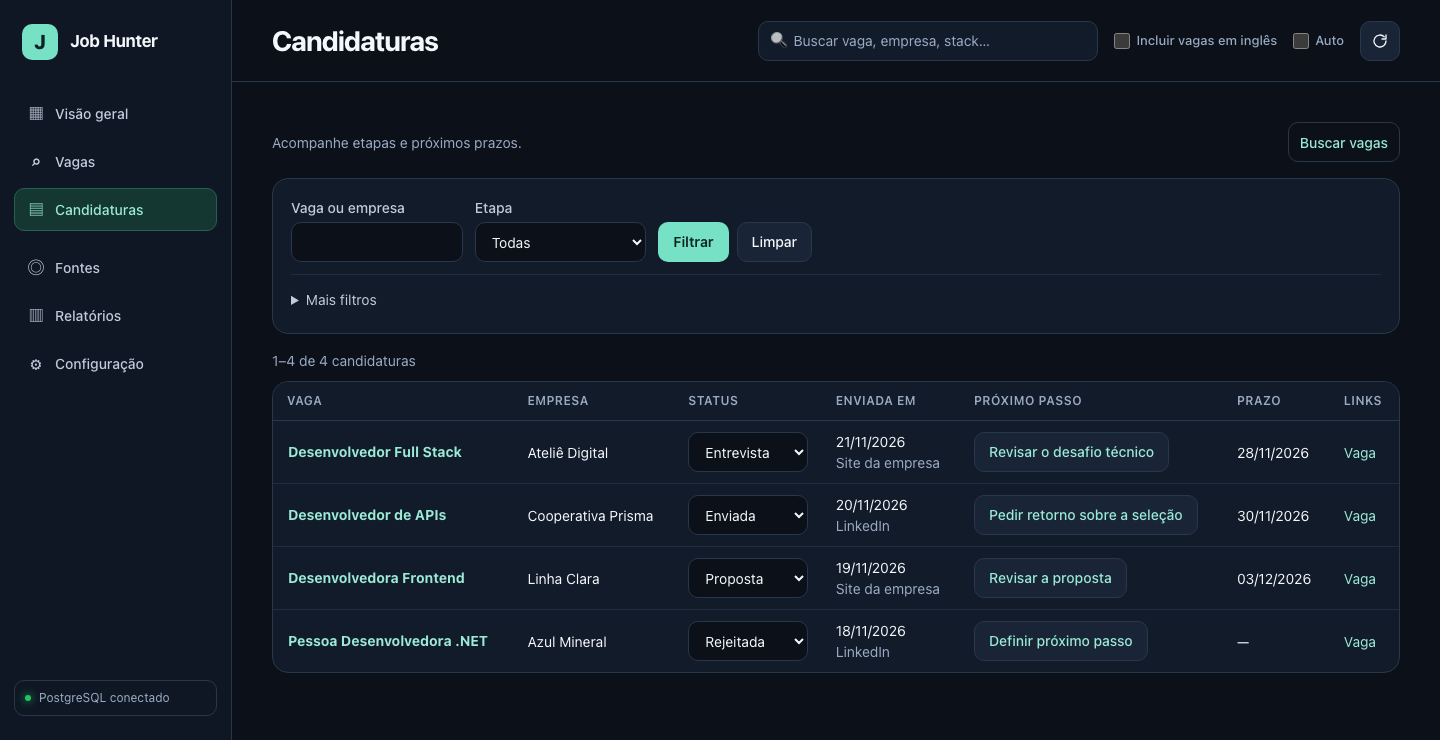 J Job Hunter
Candidaturas
Buscar vaga, empresa, stack...
Incluir vagas em inglês
Auto
Visão geral
Vagas
Candidaturas
Fontes
Relatórios
Configuração
PostgreSQL conectado
Acompanhe etapas e próximos prazos.
Buscar vagas
Vaga ou empresa
Etapa
Todas
Filtrar
Limpar
Mais filtros
1–4 de 4 candidaturas
VAGA EMPRESA STATUS ENVIADA EM PRÓXIMO PASSO PRAZO LINKS
Desenvolvedor Full Stack Ateliê Digital Entrevista 21/11/2026 Revisar o desafio técnico 28/11/2026 Vaga
Site da empresa
Desenvolvedor de APIs Cooperativa Prisma Enviada 20/11/2026 Pedir retorno sobre a seleção 30/11/2026 Vaga
LinkedIn
Desenvolvedora Frontend Linha Clara Proposta 19/11/2026 Revisar a proposta 03/12/2026 Vaga
Site da empresa
Pessoa Desenvolvedora .NET Azul Mineral Rejeitada 18/11/2026 Definir próximo passo — Vaga
LinkedIn